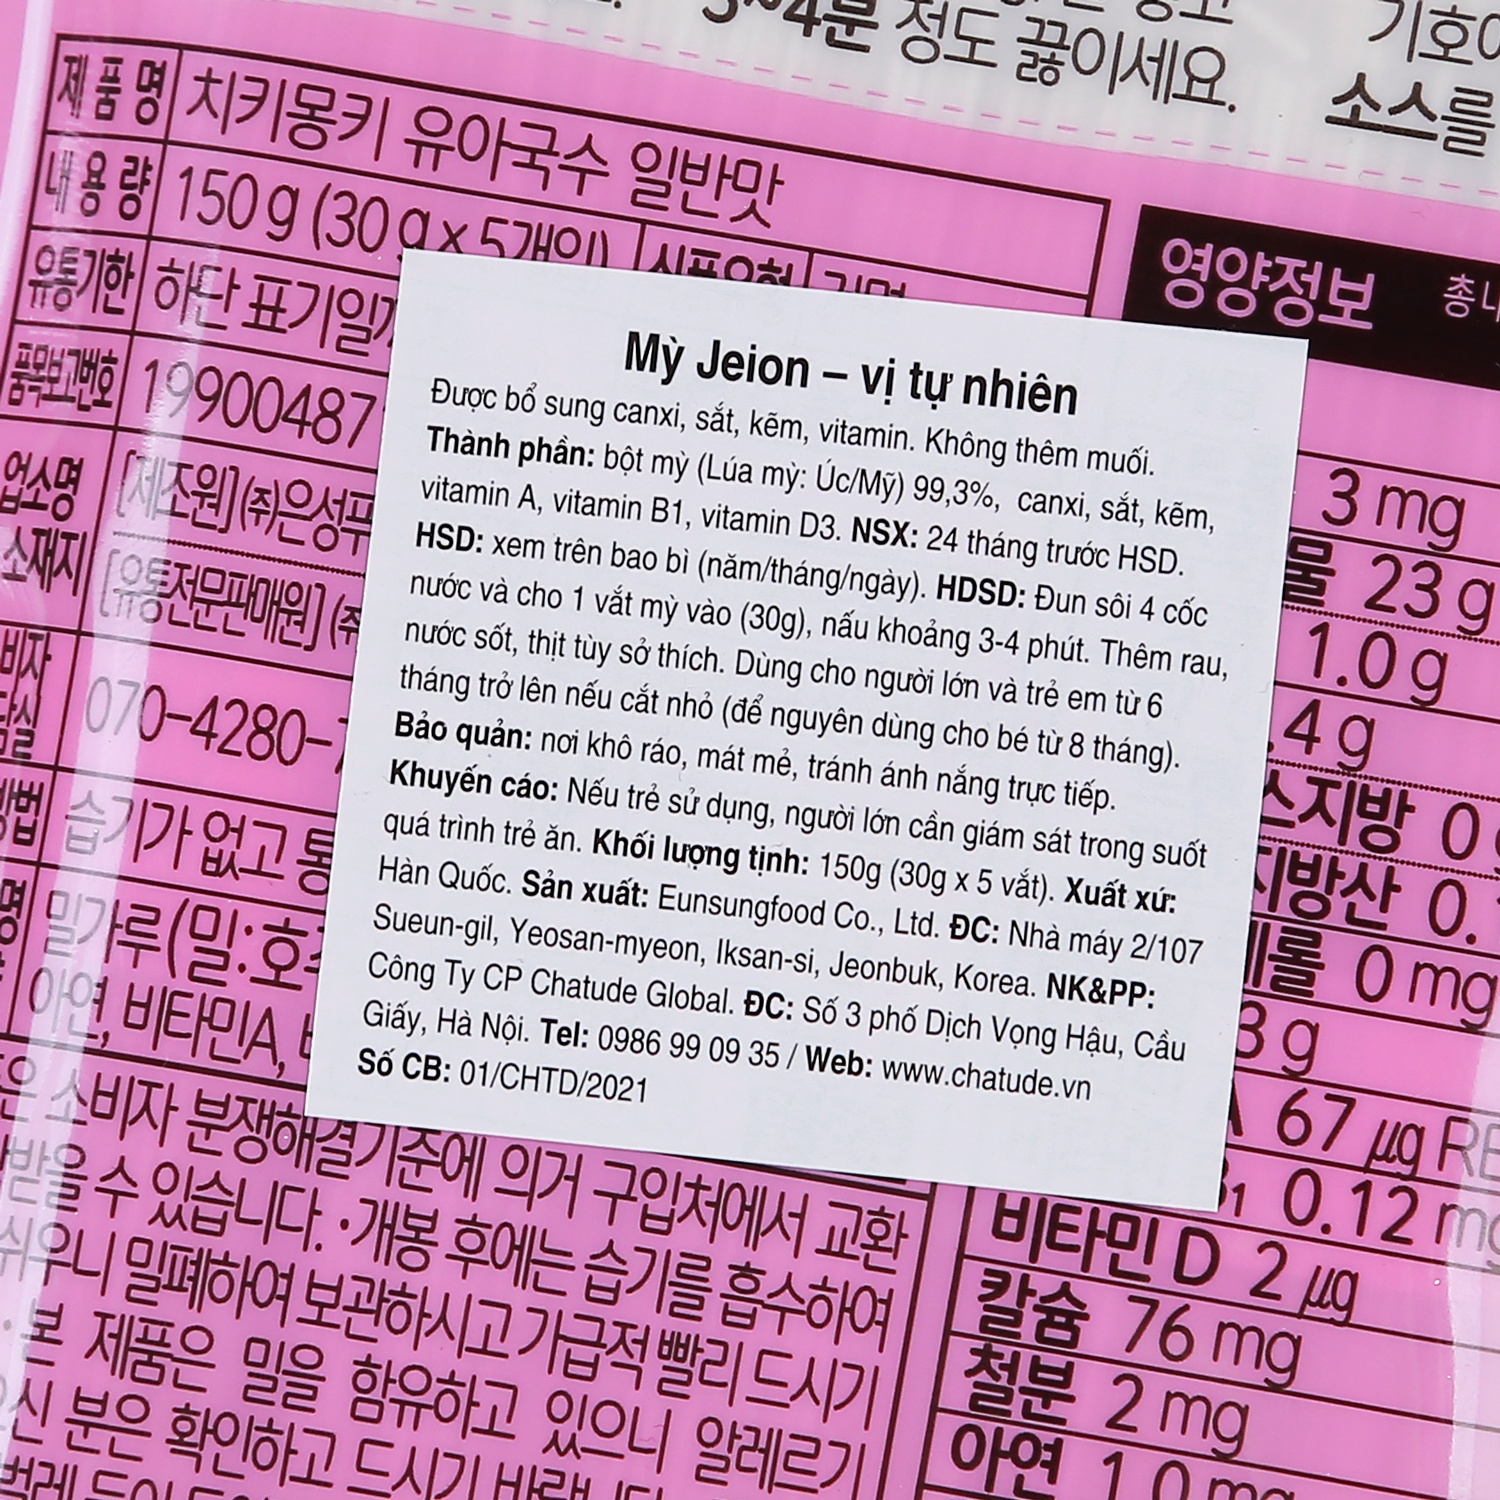 3~4분 정도 끓이세요.
소스를
제품명 치키몽키 유아국수 일반맛
내용량 150 g (30 g x 5개입)
유통기한 하단 표기일까
품목보고번호 19900487
업소명 [제조원] (주)은성푸
소재지 [유통전문판매원] (주
070-4280-
습기가 없고 통
밀가루(밀:호주
아연, 비타민A,
은 소비자 분쟁해결기준에 의거 구입처에서 교환
받을 수 있습니다. ·개봉 후에는 습기를 흡수하여
쉬우니 밀폐하여 보관하시고 가급적 빨리 드시기
·본 제품은 밀을 함유하고 있으니 알레르기
신 분은 확인하고 드시기
Mỳ Jeion – vị tự nhiên
Được bổ sung canxi, sắt, kẽm, vitamin. Không thêm muối.
Thành phần: bột mỳ (Lúa mỳ: Úc/Mỹ) 99,3%, canxi, sắt, kẽm,
vitamin A, vitamin B1, vitamin D3. NSX: 24 tháng trước HSD.
HSD: xem trên bao bì (năm/tháng/ngày). HDSD: Đun sôi 4 cốc
nước và cho 1 vắt mỳ vào (30g), nấu khoảng 3-4 phút. Thêm rau,
nước sốt, thịt tùy sở thích. Dùng cho người lớn và trẻ em từ 6
tháng trở lên nếu cắt nhỏ (để nguyên dùng cho bé từ 8 tháng).
Bảo quản: nơi khô ráo, mát mẻ, tránh ánh nắng trực tiếp.
Khuyến cáo: Nếu trẻ sử dụng, người lớn cần giám sát trong suốt
quá trình trẻ ăn. Khối lượng tịnh: 150g (30g x 5 vắt). Xuất xứ:
Hàn Quốc. Sản xuất: Eunsungfood Co., Ltd. ĐC: Nhà máy 2/107
Sueun-gil, Yeosan-myeon, Iksan-si, Jeonbuk, Korea. NK&PP:
Công Ty CP Chatude Global. ĐC: Số 3 phố Dịch Vọng Hậu, Cầu
Giấy, Hà Nội. Tel: 0986 99 09 35 / Web: www.chatude.vn
Số CB: 01/CHTD/2021
영양정보 총 내
3 mg
물 23 g
1.0 g
.4 g
스지방 0
지방산 0.
롤 0 mg
3 g
A 67 µg RE
B1 0.12 mg
비타민 D 2 µg
칼슘 76 mg
철분 2 mg
아연 1.0 mg